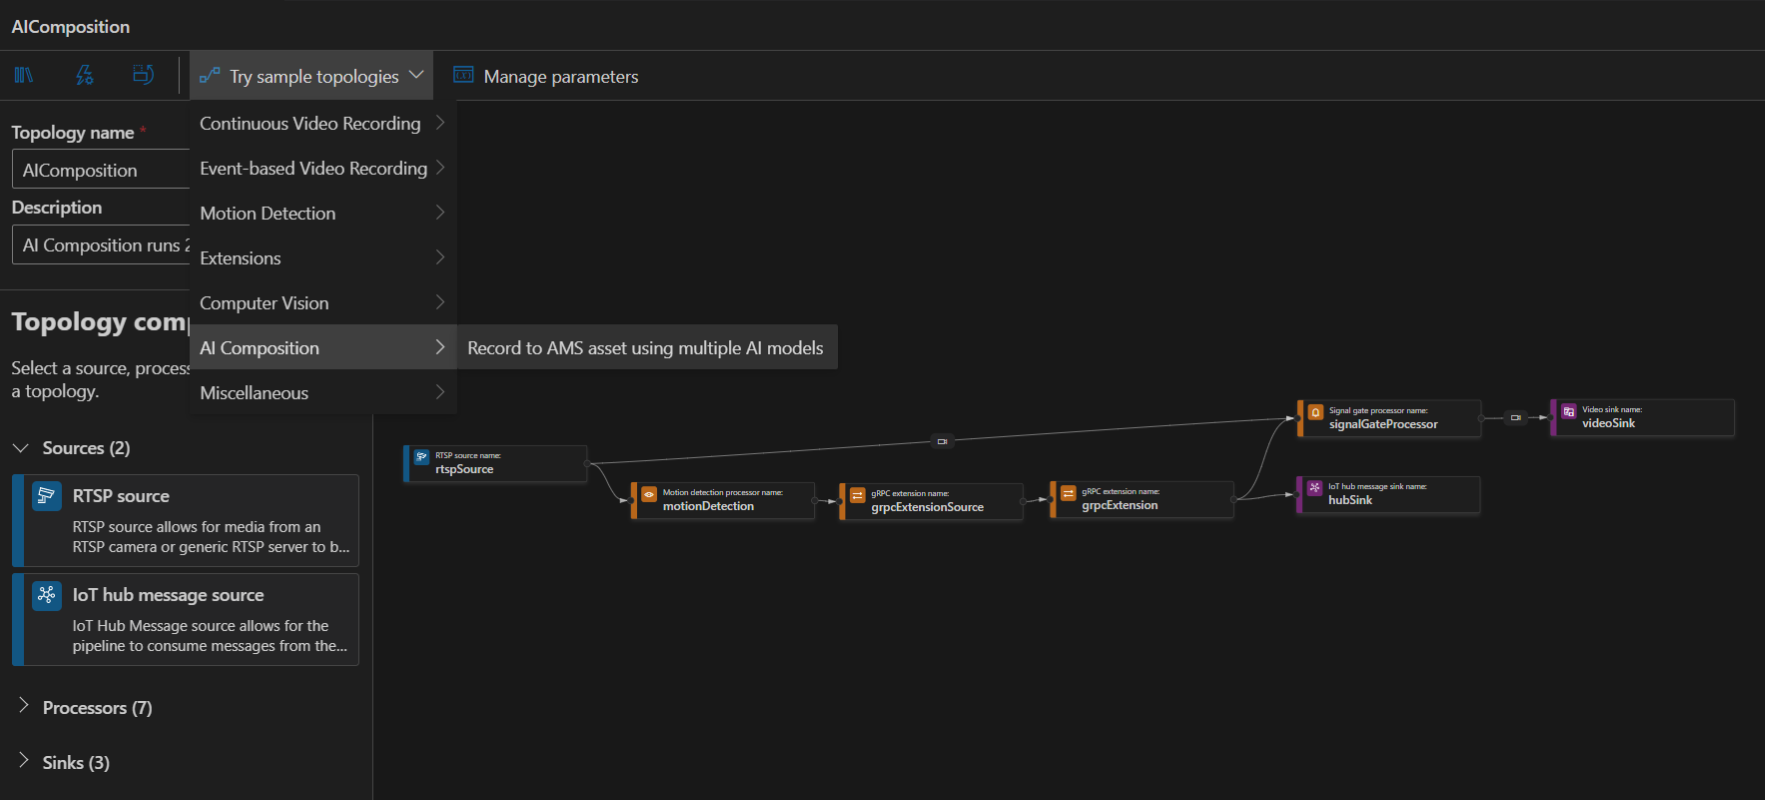 AIComposition
Try sample topologies
Manage parameters
Topology name *
AIComposition
Description
AI Composition runs 2
Continuous Video Recording
Event-based Video Recording
Motion Detection
Extensions
Computer Vision
AI Composition
Record to AMS asset using multiple AI models
Miscellaneous
Topology com
Select a source, process
a topology.
Sources (2)
RTSP source
RTSP source allows for media from an
RTSP camera or generic RTSP server to b...
IoT hub message source
IoT Hub Message source allows for the
pipeline to consume messages from the...
Processors (7)
Sinks (3)
RTSP source name:
rtspSource
Motion detection processor name:
motionDetection
gRPC extension name:
grpcExtensionSource
gRPC extension name:
grpcExtension
Signal gate processor name:
signalGateProcessor
Video sink name:
videoSink
IoT hub message sink name:
hubSink